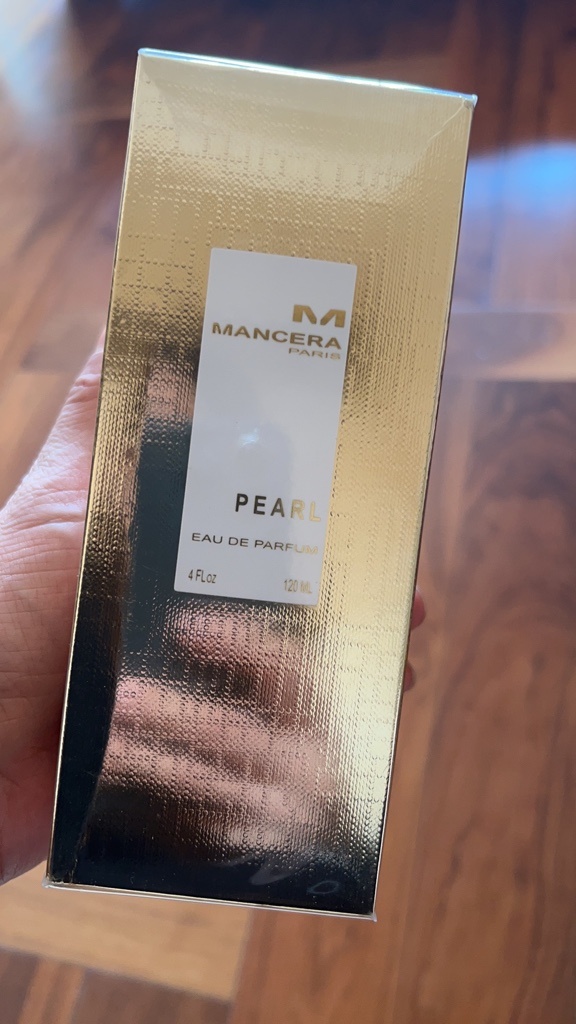 M
MANCERA
PARIS
PEARL
EAU DE PARFUM
4 FLoz 120 ML